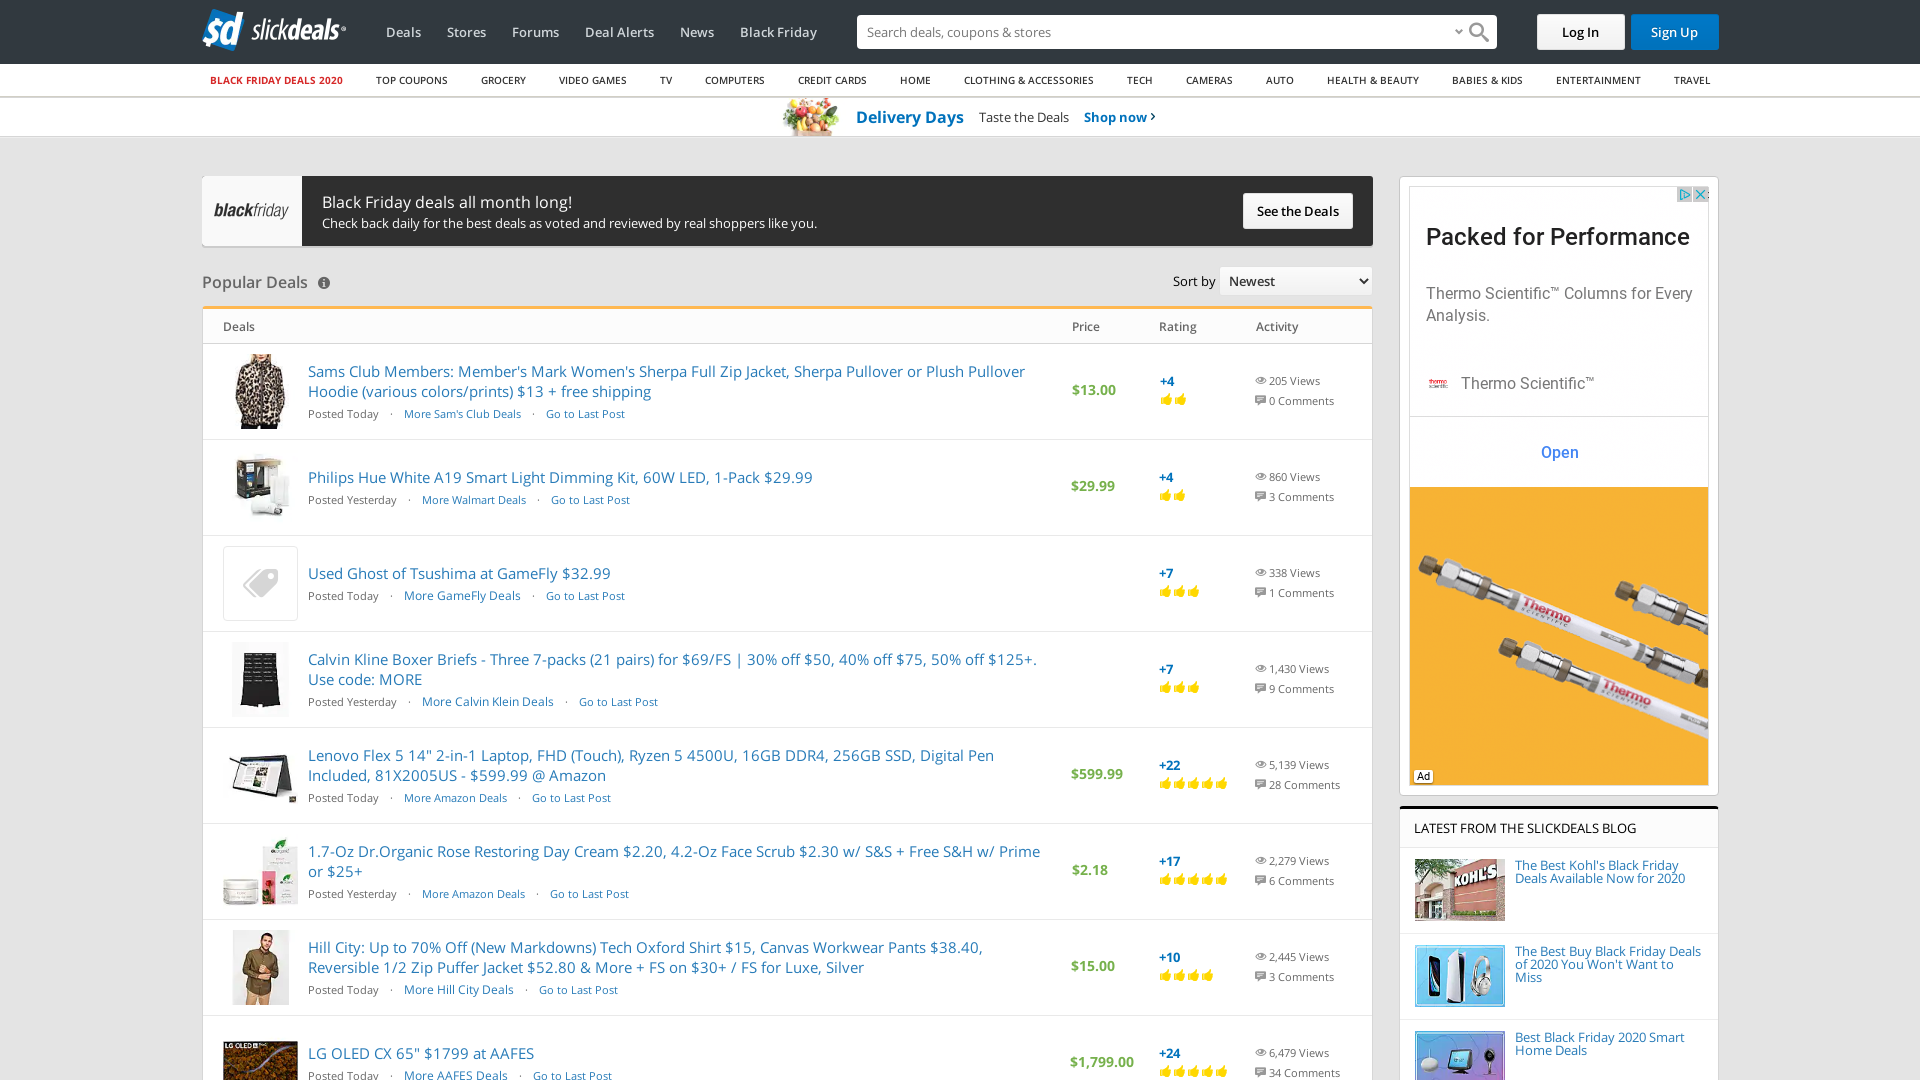 slickdeals
Deals
Stores
Forums
Deal Alerts
News
Black Friday
Search deals, coupons & stores
Log In
Sign Up
BLACK FRIDAY DEALS 2020
TOP COUPONS
GROCERY
VIDEO GAMES
TV
COMPUTERS
CREDIT CARDS
HOME
CLOTHING & ACCESSORIES
TECH
CAMERAS
AUTO
HEALTH & BEAUTY
BABIES & KIDS
ENTERTAINMENT
TRAVEL
Delivery Days Taste the Deals Shop now
blackfriday
Black Friday deals all month long!
Check back daily for the best deals as voted and reviewed by real shoppers like you.
See the Deals
Popular Deals
Sort by Newest
Deals Price Rating Activity
Sams Club Members: Member's Mark Women's Sherpa Full Zip Jacket, Sherpa Pullover or Plush Pullover
Hoodie (various colors/prints) $13 + free shipping
Posted Today · More Sam's Club Deals · Go to Last Post
$13.00
+4
205 Views
0 Comments
Philips Hue White A19 Smart Light Dimming Kit, 60W LED, 1-Pack $29.99
Posted Yesterday · More Walmart Deals · Go to Last Post
$29.99
+4
860 Views
3 Comments
Used Ghost of Tsushima at GameFly $32.99
Posted Today · More GameFly Deals · Go to Last Post
+7
338 Views
1 Comments
Calvin Kline Boxer Briefs - Three 7-packs (21 pairs) for $69/FS | 30% off $50, 40% off $75, 50% off $125+.
Use code: MORE
Posted Yesterday · More Calvin Klein Deals · Go to Last Post
+7
1,430 Views
9 Comments
Lenovo Flex 5 14" 2-in-1 Laptop, FHD (Touch), Ryzen 5 4500U, 16GB DDR4, 256GB SSD, Digital Pen
Included, 81X2005US - $599.99 @ Amazon
Posted Today · More Amazon Deals · Go to Last Post
$599.99
+22
5,139 Views
28 Comments
1.7-Oz Dr.Organic Rose Restoring Day Cream $2.20, 4.2-Oz Face Scrub $2.30 w/ S&S + Free S&H w/ Prime
or $25+
Posted Yesterday · More Amazon Deals · Go to Last Post
$2.18
+17
2,279 Views
6 Comments
Hill City: Up to 70% Off (New Markdowns) Tech Oxford Shirt $15, Canvas Workwear Pants $38.40,
Reversible 1/2 Zip Puffer Jacket $52.80 & More + FS on $30+ / FS for Luxe, Silver
Posted Today · More Hill City Deals · Go to Last Post
$15.00
+10
2,445 Views
3 Comments
LG OLED
LG OLED CX 65" $1799 at AAFES
Posted Today · More AAFES Deals · Go to Last Post
$1,799.00
+24
6,479 Views
34 Comments
Packed for Performance
Thermo Scientific™ Columns for Every
Analysis.
thermo
scientific
Thermo Scientific™
Open
Thermo
SCIENTIFIC
Thermo
SCIENTIFIC
Ad
LATEST FROM THE SLICKDEALS BLOG
KOHL'S
The Best Kohl's Black Friday
Deals Available Now for 2020
The Best Buy Black Friday Deals
of 2020 You Won't Want to
Miss
Best Black Friday 2020 Smart
Home Deals